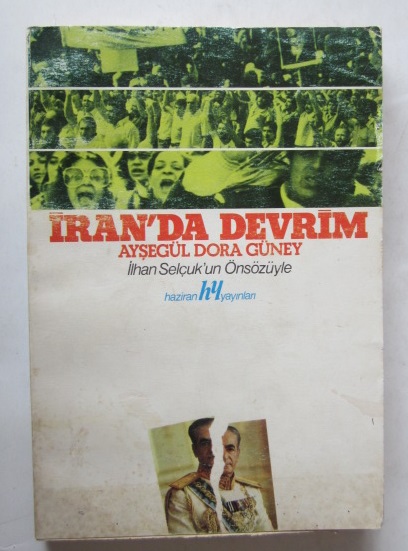 İRAN'DA DEVRİM
AYŞEGÜL DORA GÜNEY
İlhan Selçuk'un Önsözüyle
haziran hy yayınları